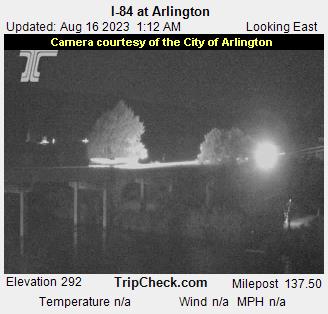 I-84 at Arlington
Updated: Aug 16 2023 1:12 AM Looking East
Camera courtesy of the City of Arlington
Elevation 292 TripCheck.com Milepost 137.50
Temperature n/a Wind n/a MPH n/a